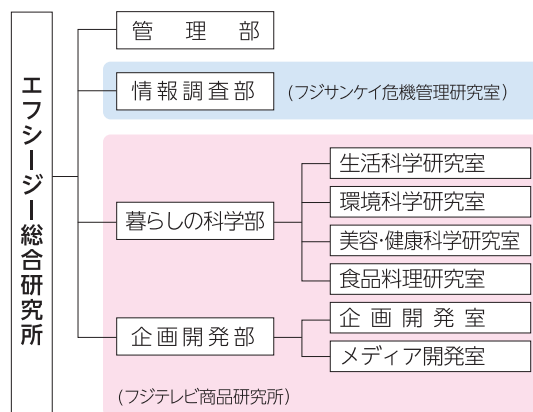 エフシージー総合研究所
管理部
情報調査部
(フジサンケイ危機管理研究室)
暮らしの科学部
生活科学研究室
環境科学研究室
美容・健康科学研究室
食品料理研究室
企画開発部
企画開発室
メディア開発室
(フジテレビ商品研究所)